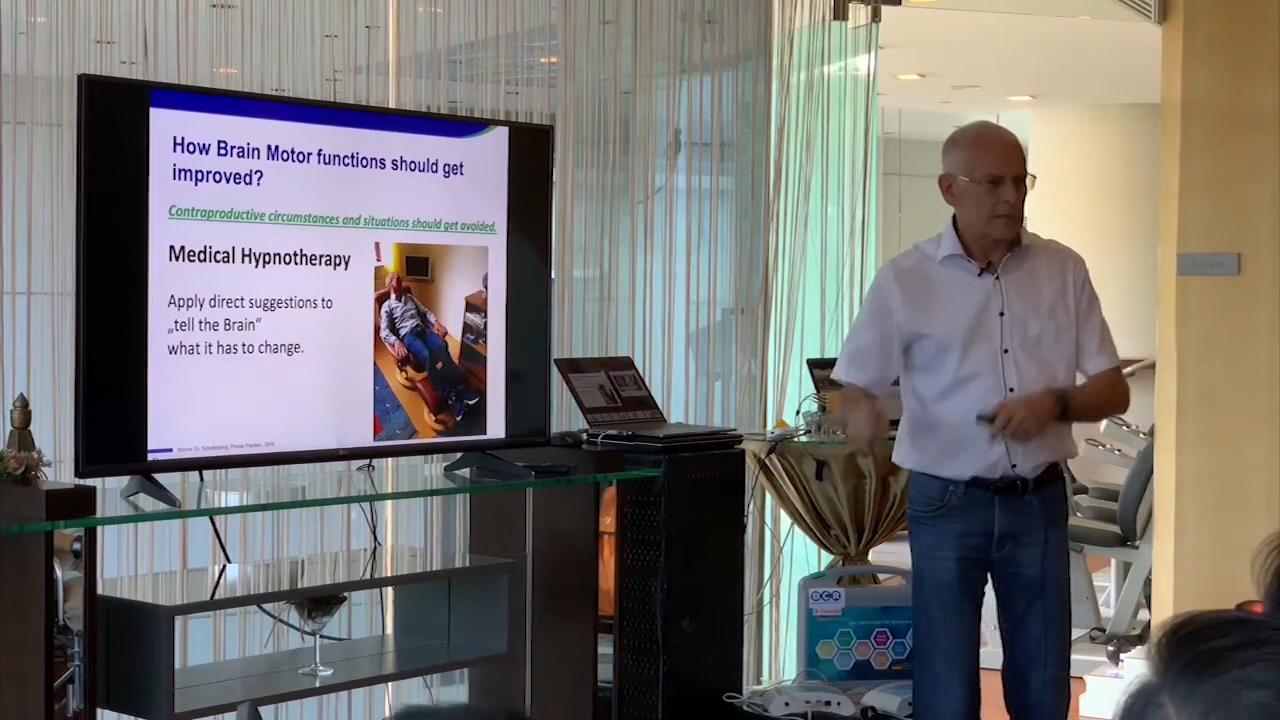 How Brain Motor functions should get
improved?
Contraproductive circumstances and situations should get avoided.
Medical Hypnotherapy
Apply direct suggestions to
„tell the Brain“
what it has to change.
BCR